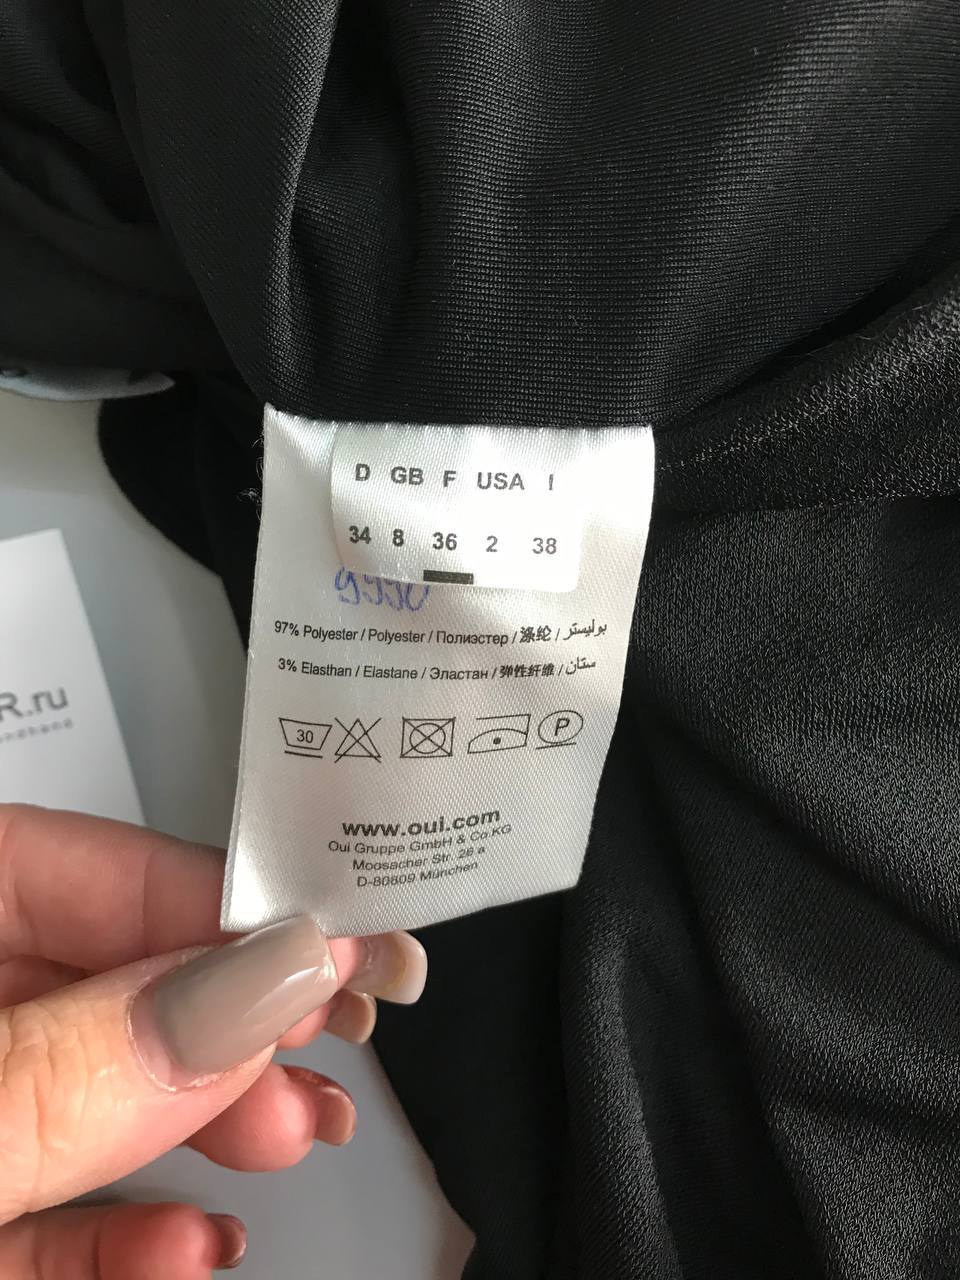 D GB F USA I
34 8 36 2 38
97% Polyester / Polyester / Полиэстер / 涤纶 / بوليستر
3% Elasthan / Elastane / Эластан / 弹性纤维 / ستان
30
P
www.oui.com
Oui Gruppe GmbH & Co.KG
Moosacher Str. 26 a
D-80809 München
R.ru